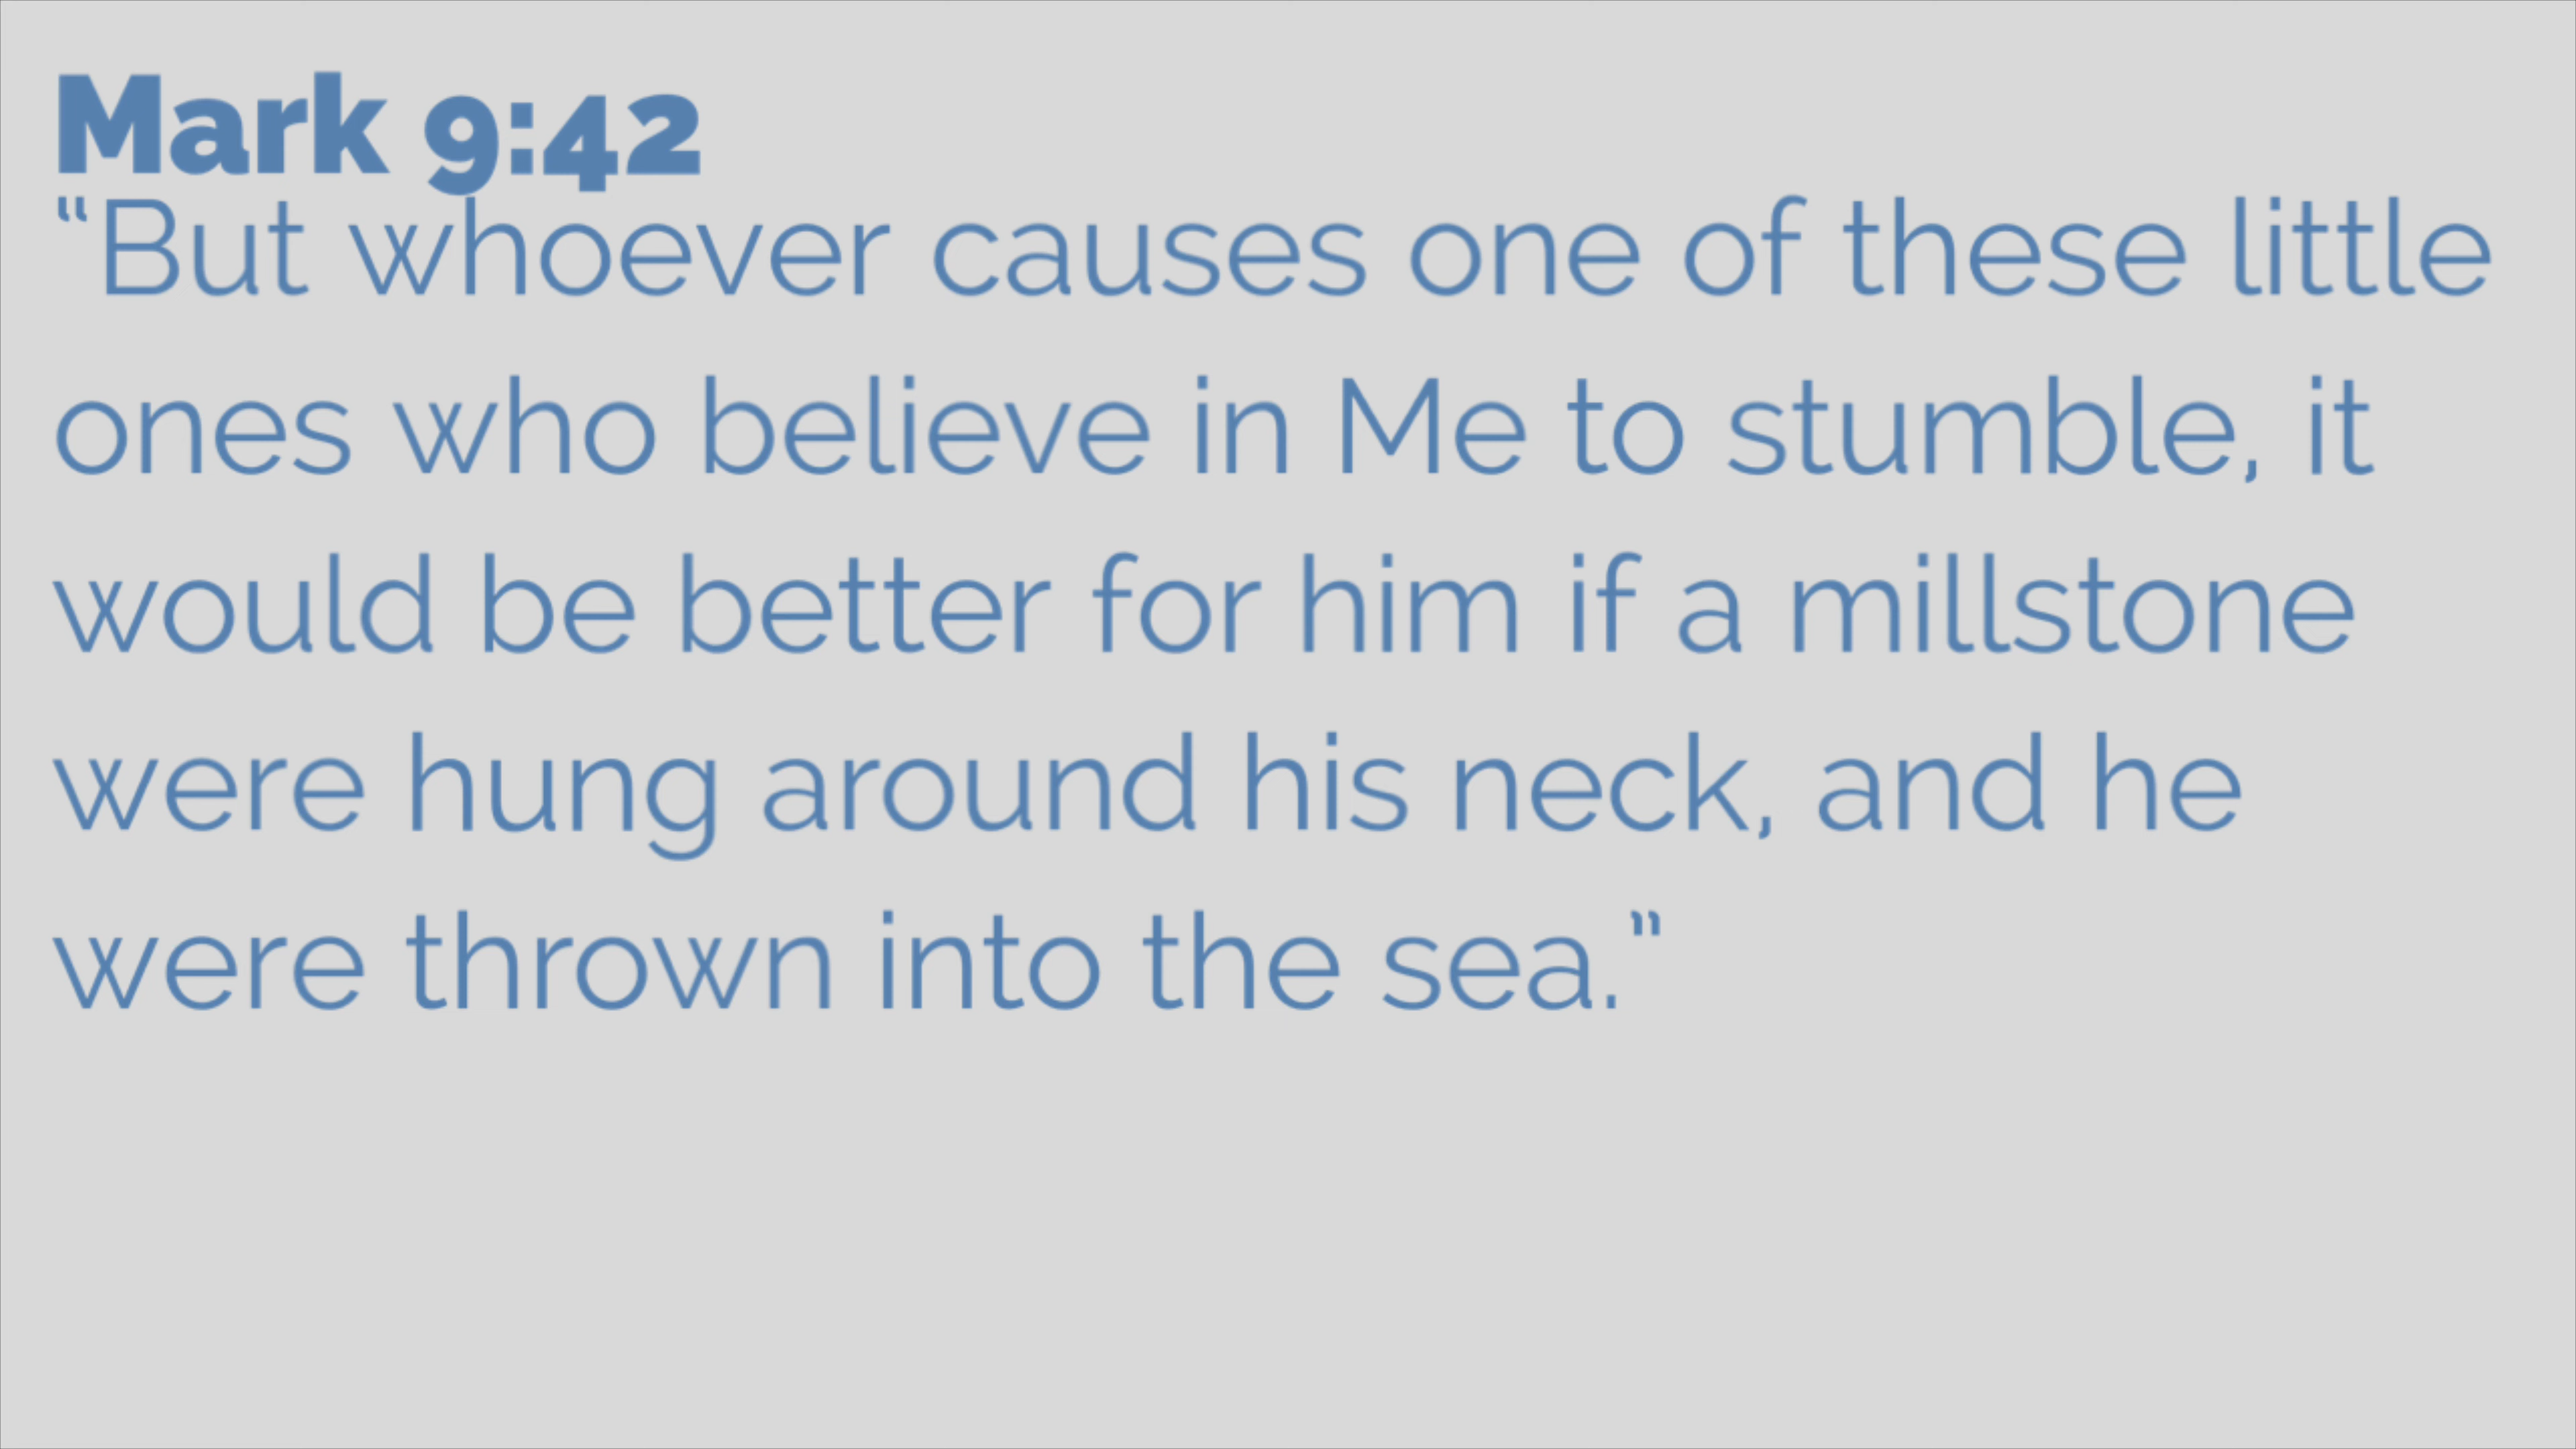 Mark 9:42
“But whoever causes one of these little
ones who believe in Me to stumble, it
would be better for him if a millstone
were hung around his neck, and he
were thrown into the sea.”